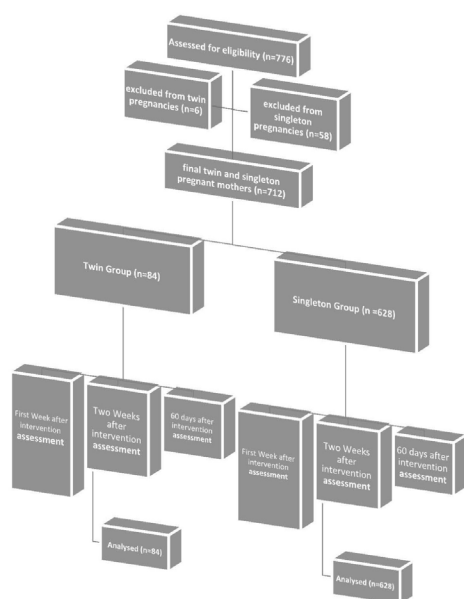 Assessed for eligibility (n=776)
excluded from twin
pregnancies
(n=6)
excluded from
singleton
pregnancies
(n=58)
final twin and singleton
pregnant mothers
(n=712)
Twin Group (n=84)
Singleton Group (n =628)
First Week after
intervention
assessment
Two Weeks
after
intervention
assessment
60 days after
intervention
assessment
First Week after
intervention
assessment
Two Weeks
after
intervention
assessment
60 days after
intervention
assessment
Analysed (n=84)
Analysed (n=628)